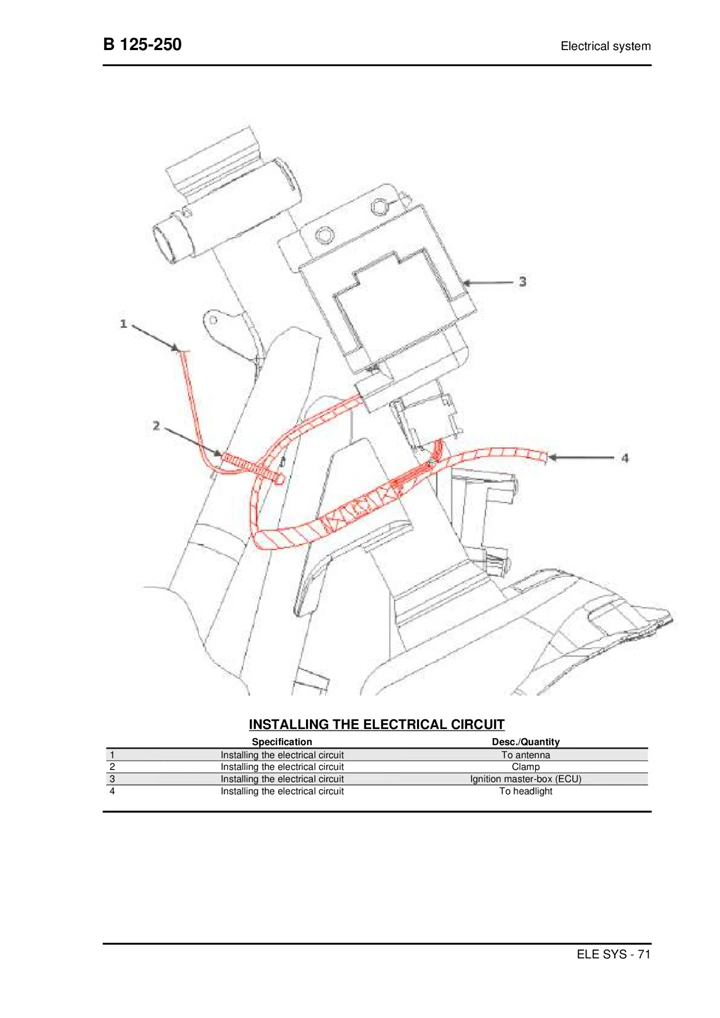 B 125-250 Electrical system
1
2
3
4
INSTALLING THE ELECTRICAL CIRCUIT
Specification Desc./Quantity
1 Installing the electrical circuit To antenna
2 Installing the electrical circuit Clamp
3 Installing the electrical circuit Ignition master-box (ECU)
4 Installing the electrical circuit To headlight
ELE SYS - 71